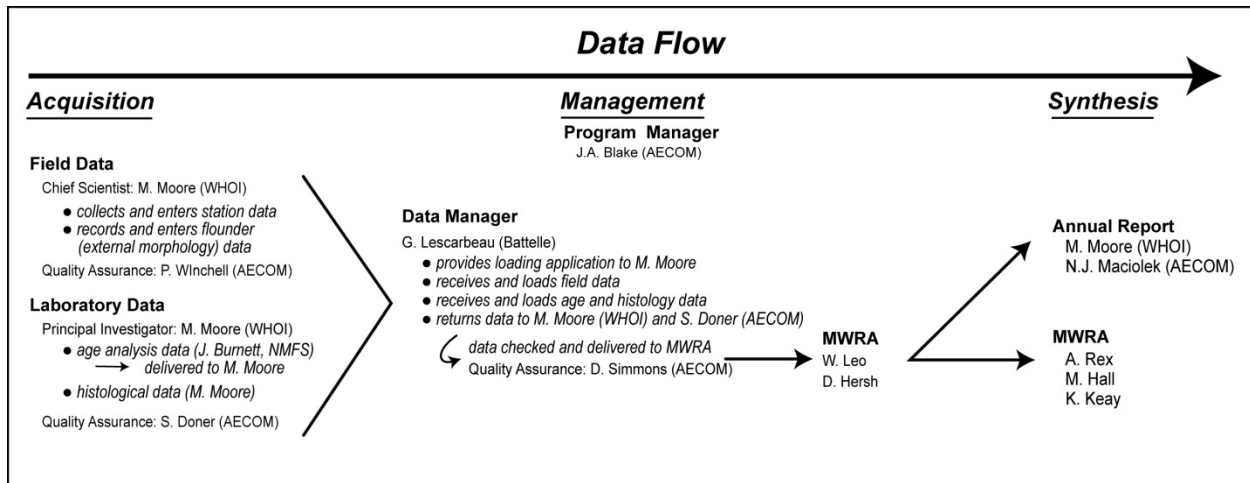 Data Flow
Acquisition
Management
Synthesis
Program Manager
J.A. Blake (AECOM)
Field Data
Chief Scientist: M. Moore (WHOI)
● collects and enters station data
● records and enters flounder
(external morphology) data
Quality Assurance: P. WInchell (AECOM)
Laboratory Data
Principal Investigator: M. Moore (WHOI)
● age analysis data (J. Burnett, NMFS)
delivered to M. Moore
● histological data (M. Moore)
Quality Assurance: S. Doner (AECOM)
Data Manager
G. Lescarbeau (Battelle)
● provides loading application to M. Moore
● receives and loads field data
● receives and loads age and histology data
● returns data to M. Moore (WHOI) and S. Doner (AECOM)
data checked and delivered to MWRA
Quality Assurance: D. Simmons (AECOM)
MWRA
W. Leo
D. Hersh
Annual Report
M. Moore (WHOI)
N.J. Maciolek (AECOM)
MWRA
A. Rex
M. Hall
K. Keay